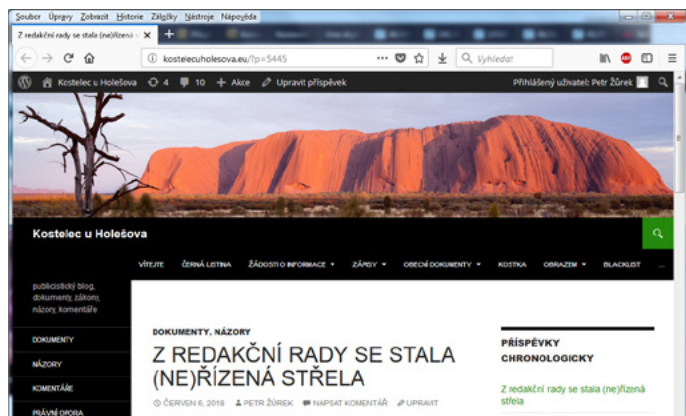 Soubor Úpravy Zobrazit Historie Záložky Nástroje Nápověda
Z redakční rady se stala (ne)řízená
kostelecuholesova.eu/?p=5445
Vyhledat
Kostelec u Holešova 4 10 + Akce Upravit příspěvek
Přihlášený uživatel: Petr Žůrek
Kostelec u Holešova
VÍTEJTE ČERNÁ LISTINA ŽÁDOSTI O INFORMACE ZÁPISY OBECNÍ DOKUMENTY KOSTKA OBRAZEM BLACKLIST ...
publicistický blog,
dokumenty, zákony,
názory, komentáře
DOKUMENTY
NÁZORY
KOMENTÁŘE
PRÁVNÍ OPORA
DOKUMENTY, NÁZORY
Z REDAKČNÍ RADY SE STALA
(NE)ŘÍZENÁ STŘELA
ČERVEN 6, 2018 PETR ŽŮREK NAPSAT KOMENTÁŘ UPRAVIT
PŘÍSPĚVKY
CHRONOLOGICKY
Z redakční rady se stala (ne)řízená
střela